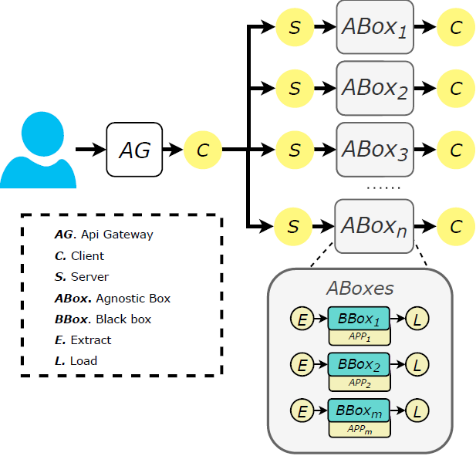 S ABox1 C
S ABox2 C
AG C S ABox3 C
......
S ABoxn C
AG. Api Gateway
C. Client
S. Server
ABox. Agnostic Box
BBox. Black box
E. Extract
L. Load
ABoxes
E BBox1 L
APP1
E BBox2 L
APP2
E BBoxm L
APPm